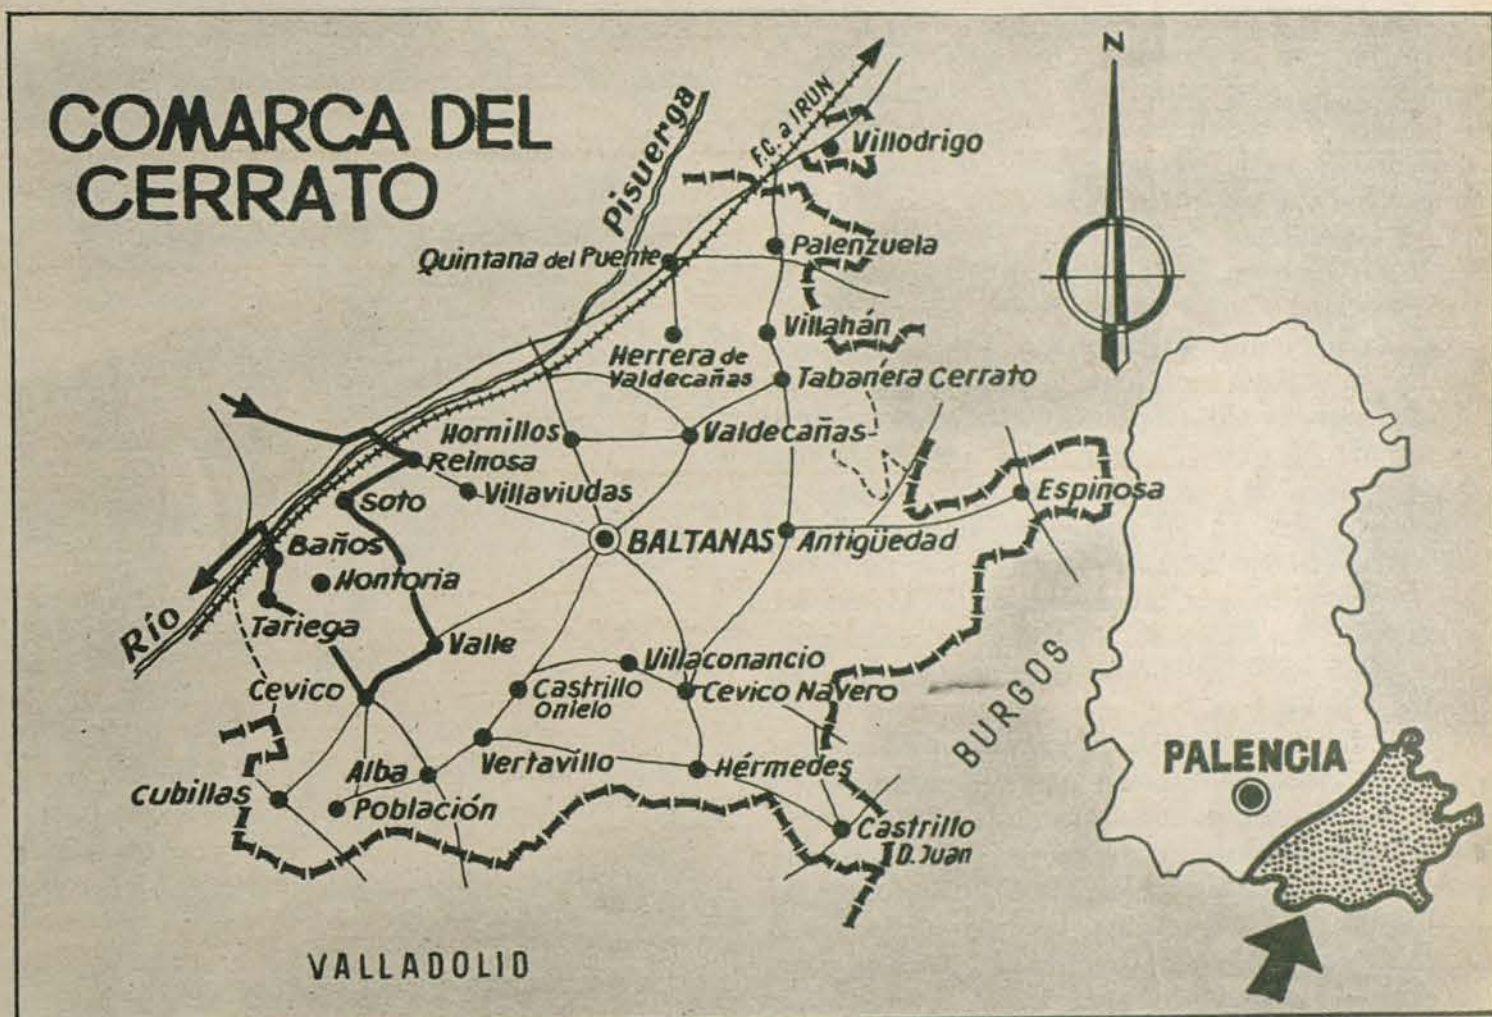 COMARCA DEL
CERRATO
N
Pisuerga
F.C. a IRUN
Villodrigo
Quintana del Puente
Palenzuela
Villahán
Herrera de
Valdecañas
Tabanera Cerrato
Hornillos
Valdecañas
Reinosa
Villaviudas
Soto
Espinosa
BALTANAS
Antigüedad
Baños
Hontoria
Río
Tariega
Valle
Villaconancio
Cevico
Castrillo
Onielo
Cevico Navero
BURGOS
PALENCIA
Vertavillo
Alba
Hérmedes
Cubillas
Población
Castrillo
D. Juan
VALLADOLID